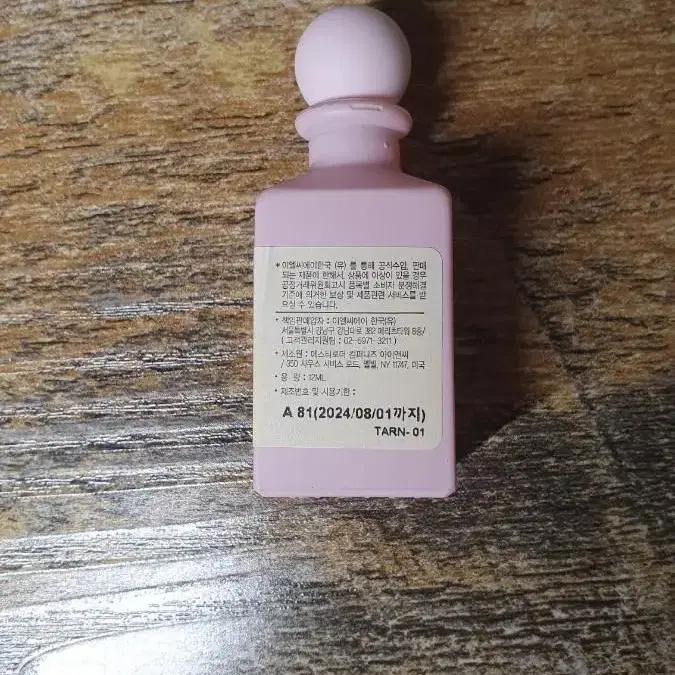 * 이엘씨에이한국 (유) 를 통해 공식수입, 판매
되는 제품에 한해서, 상품에 이상이 있을 경우
공정거래위원회고시 품목별 소비자 분쟁해결
기준에 의거한 보상 및 제품관련 서비스를 받
으실 수 있습니다.
• 책임판매업자 : 이엘씨에이 한국(유)
서울특별시 강남구 강남대로 382 메리츠타워 8층/
( 고객관리지원팀 : 02-6971-3211 )
• 제조원 : 에스티로더 컴퍼니즈 아이앤씨
/ 350 사우스 서비스 로드, 멜빌, NY 11747, 미국
• 용 량 : 12ML
• 제조번호 및 사용기한 :
A 81(2024/08/01까지)
TARN- 01